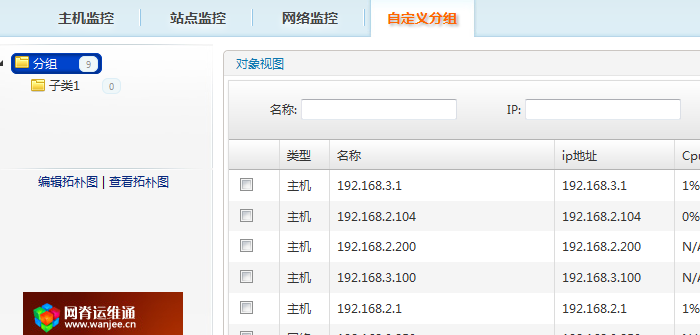 主机监控 站点监控 网络监控 自定义分组
分组 9
子类1 0
编辑拓朴图 | 查看拓朴图
网脊运维通
www.wanjee.cn
对象视图
名称: IP:
类型 名称 ip地址 Cpu
主机 192.168.3.1 192.168.3.1 1%
主机 192.168.2.104 192.168.2.104 0%
主机 192.168.2.200 192.168.2.200 N/A
主机 192.168.3.100 192.168.3.100 N/A
主机 192.168.2.1 192.168.2.1 1%